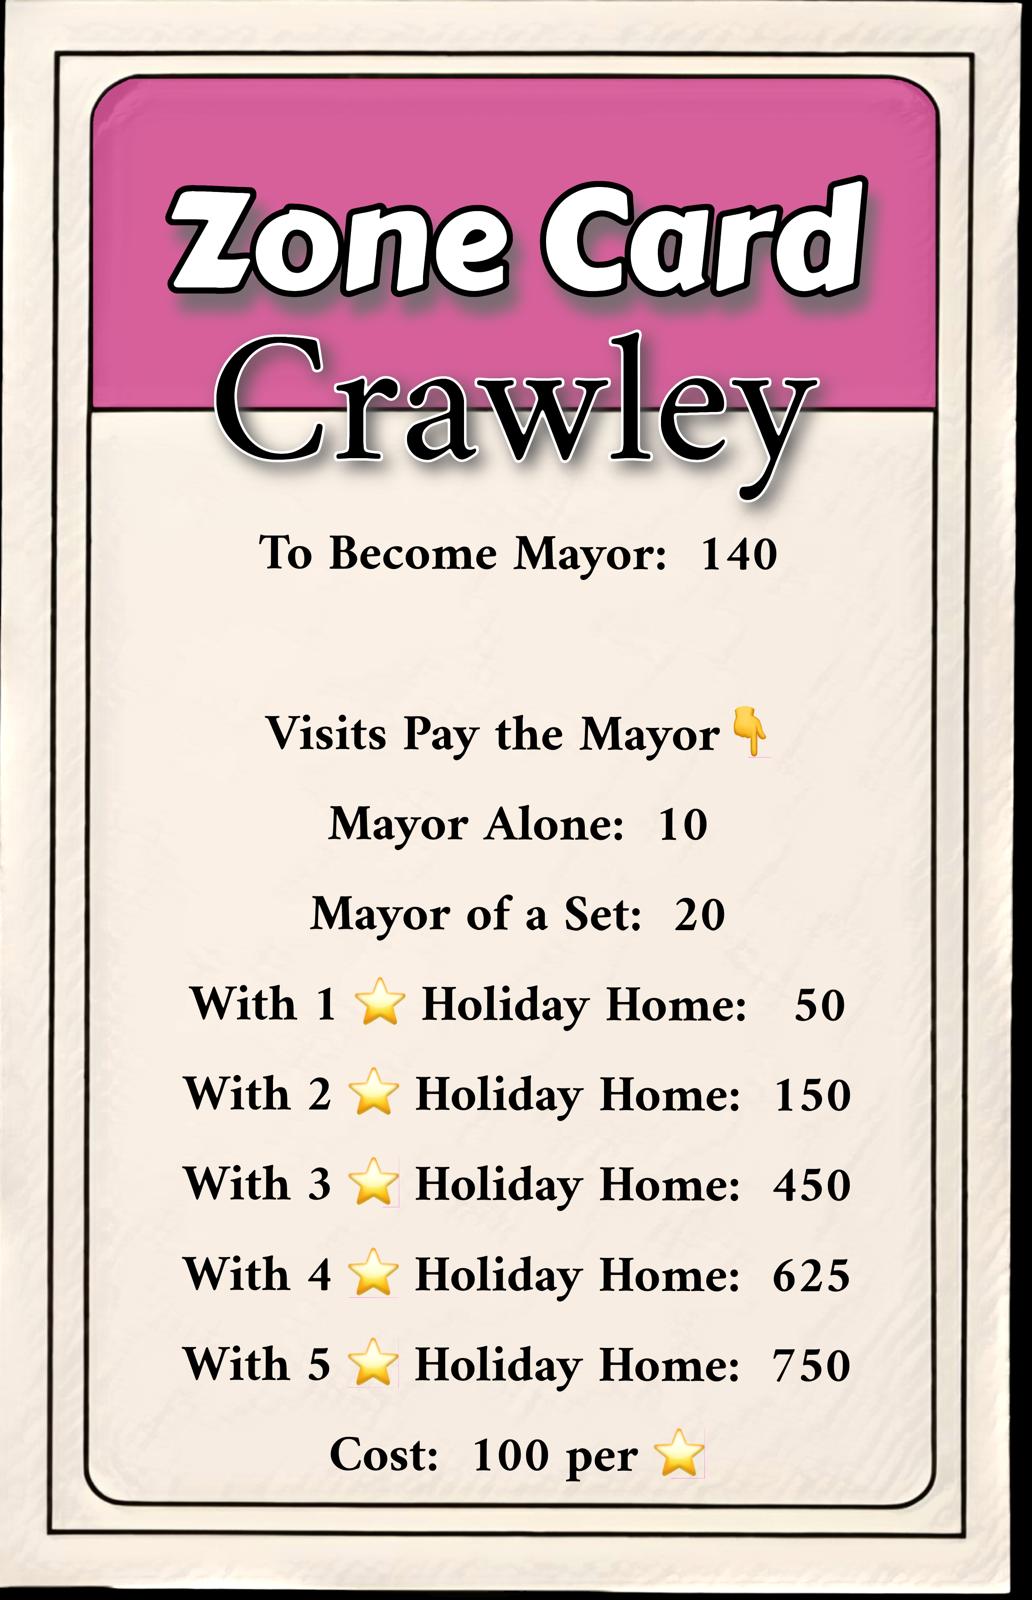 Zone Card
Crawley
To Become Mayor: 140
Visits Pay the Mayor👇
Mayor Alone: 10
Mayor of a Set: 20
With 1 ⭐ Holiday Home: 50
With 2 ⭐ Holiday Home: 150
With 3 ⭐ Holiday Home: 450
With 4 ⭐ Holiday Home: 625
With 5 ⭐ Holiday Home: 750
Cost: 100 per ⭐